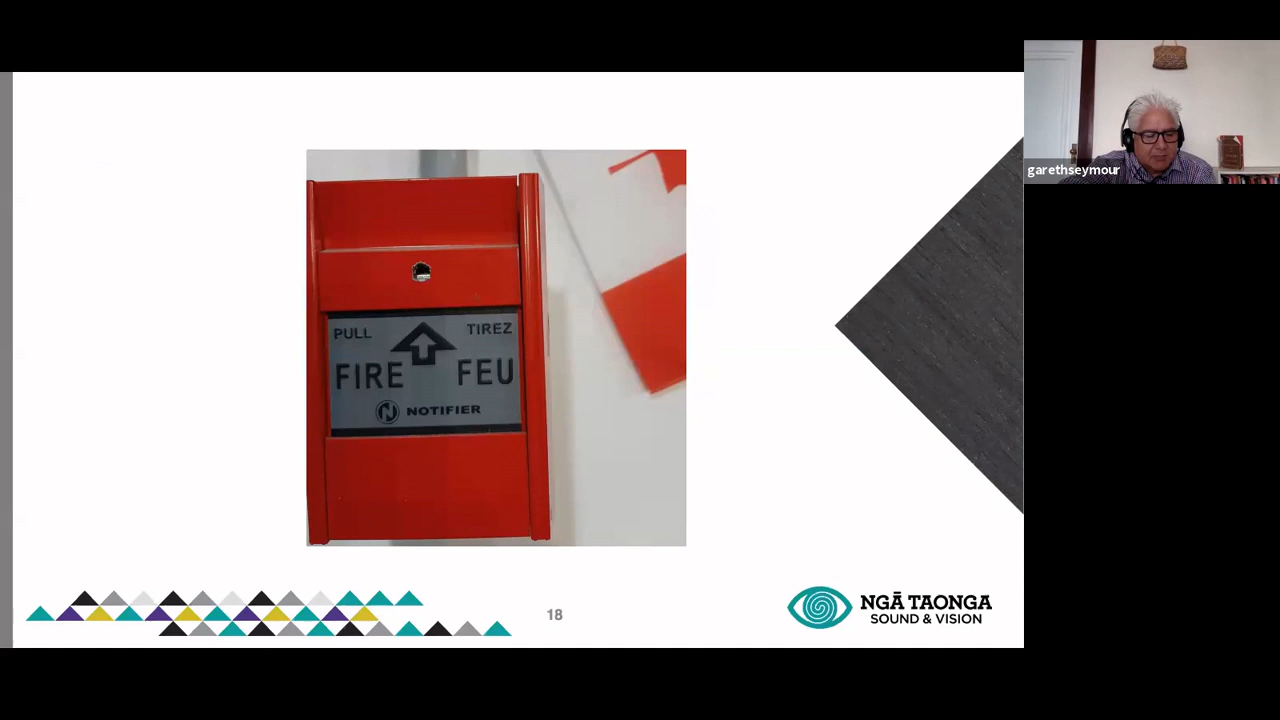 PULL TIREZ
FIRE FEU
NOTIFIER
18
NGĀ TAONGA
SOUND & VISION
garethseymour